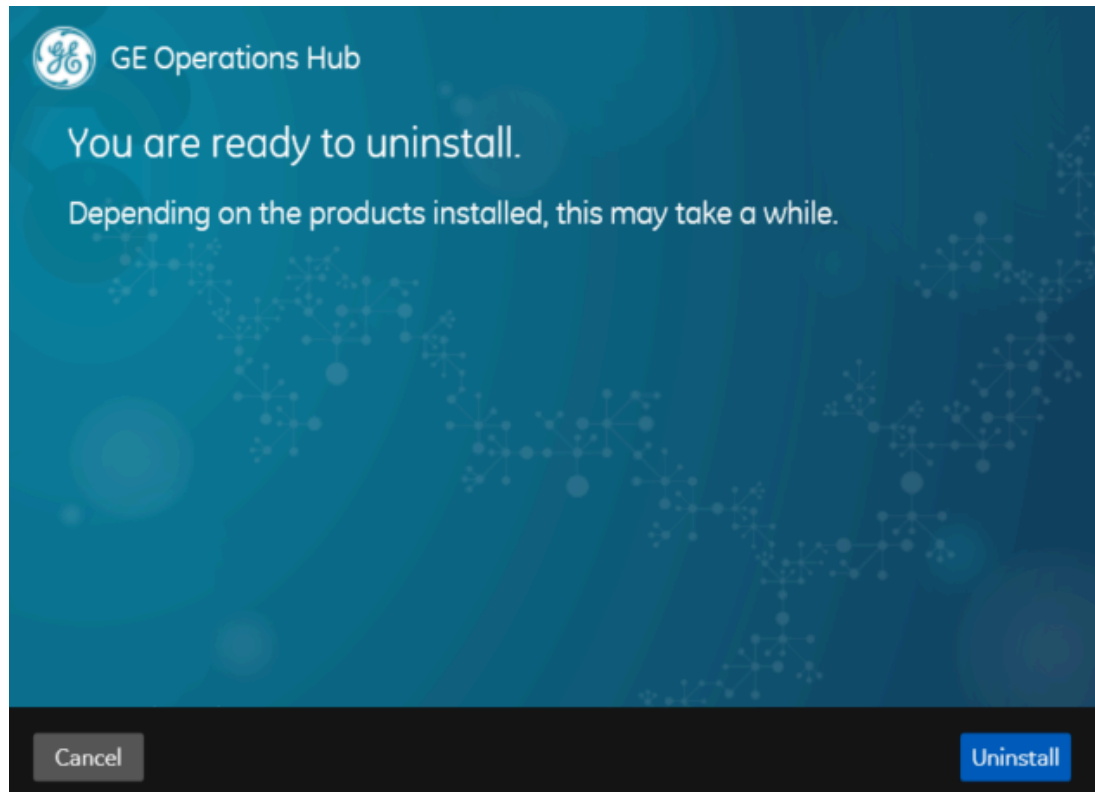 GE Operations Hub
You are ready to uninstall.
Depending on the products installed, this may take a while.
Cancel
Uninstall